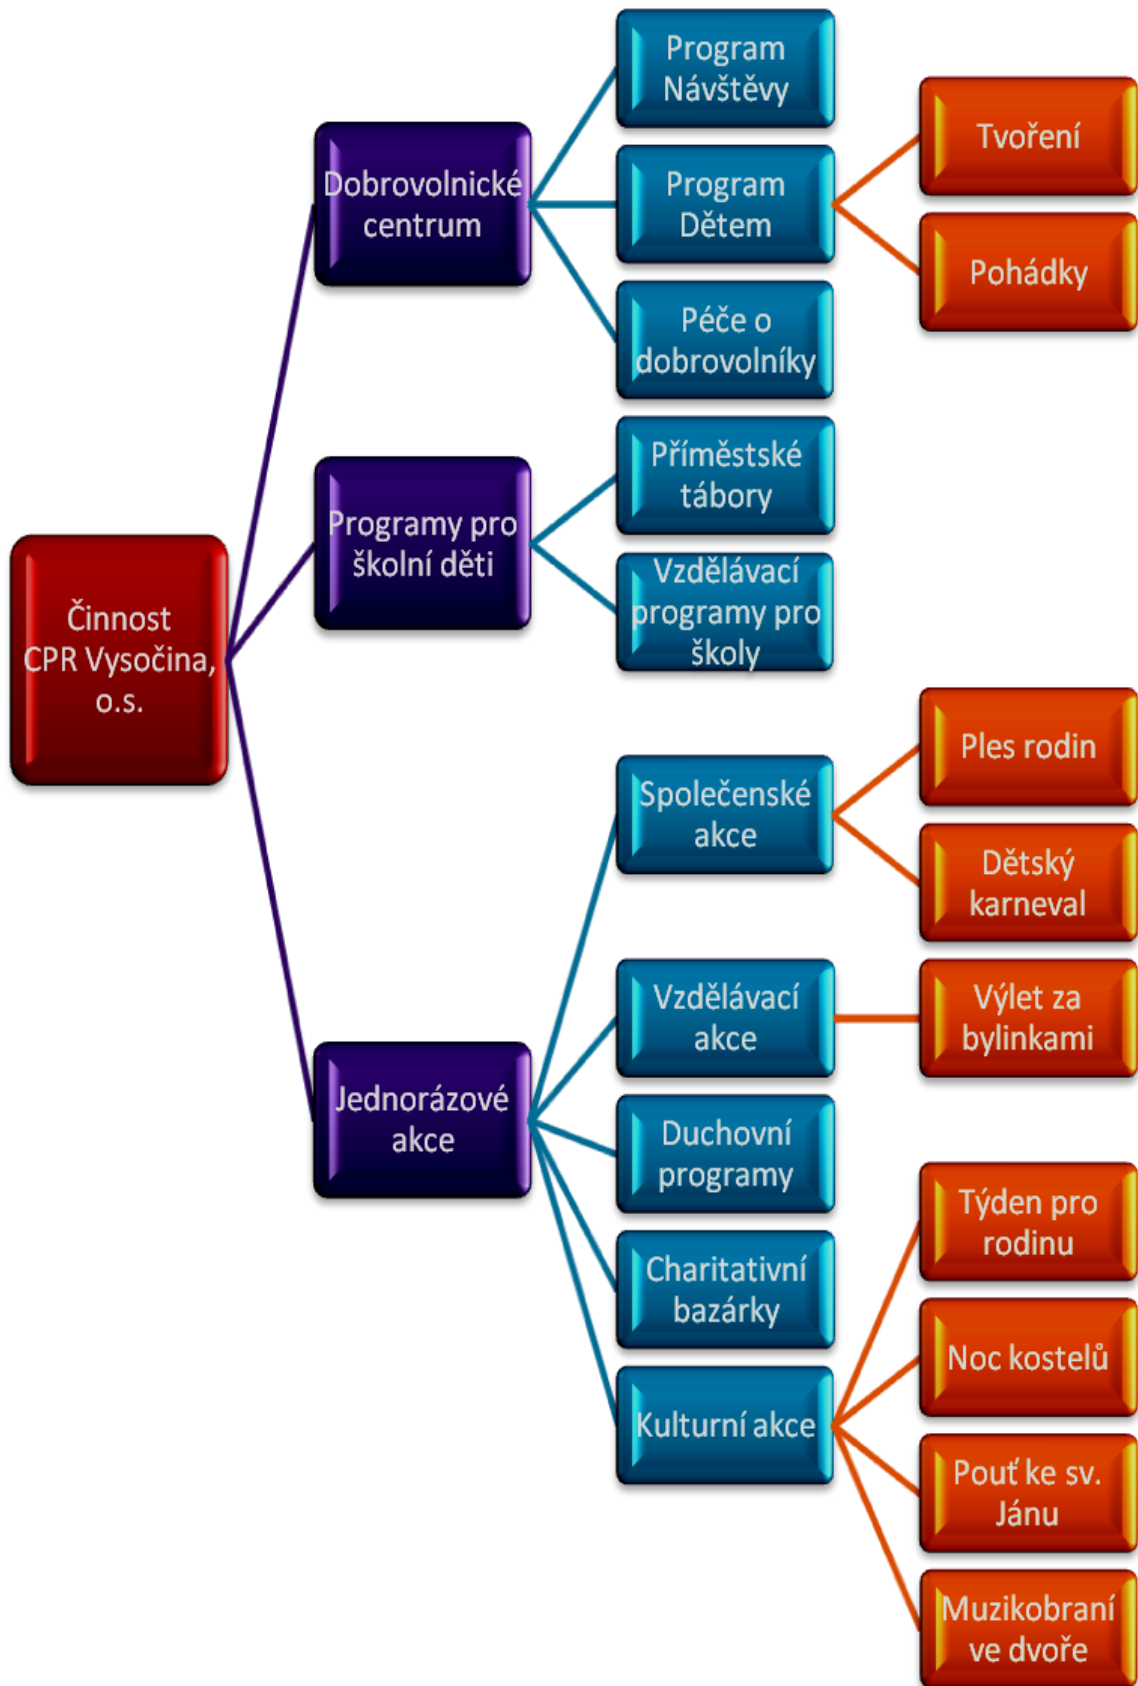 Činnost
CPR Vysočina,
o.s.
Dobrovolnické
centrum
Program
Návštěvy
Program
Dětem
Tvoření
Pohádky
Péče o
dobrovolníky
Programy pro
školní děti
Příměstské
tábory
Vzdělávací
programy pro
školy
Jednorázové
akce
Společenské
akce
Ples rodin
Dětský
karneval
Vzdělávací
akce
Výlet za
bylinkami
Duchovní
programy
Charitativní
bazárky
Kulturní akce
Týden pro
rodinu
Noc kostelů
Pouť ke sv.
Jánu
Muzikobraní
ve dvoře